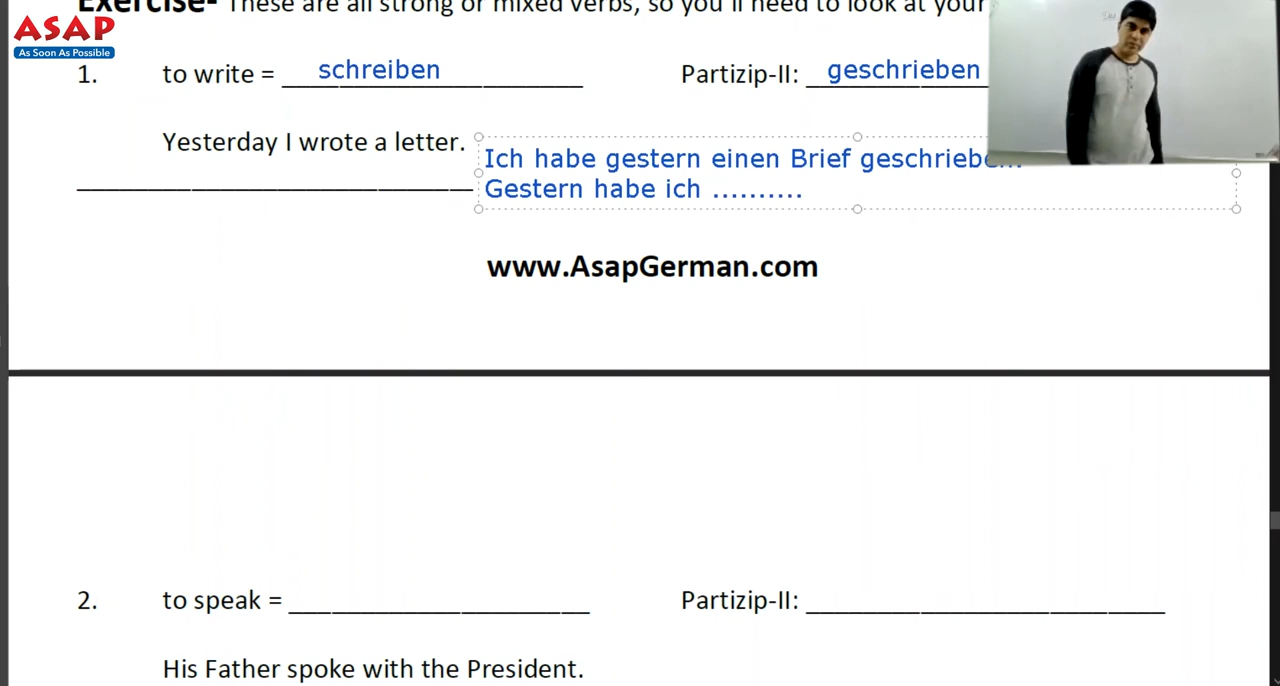 Exercise- These are all strong or mixed verbs, so you'll need to look at your
ASAP
As Soon As Possible
1. to write = schreiben Partizip-II: geschrieben
Yesterday I wrote a letter.
Ich habe gestern einen Brief
Gestern habe ich ..........
www.AsapGerman.com
2. to speak = Partizip-II:
His Father spoke with the President.